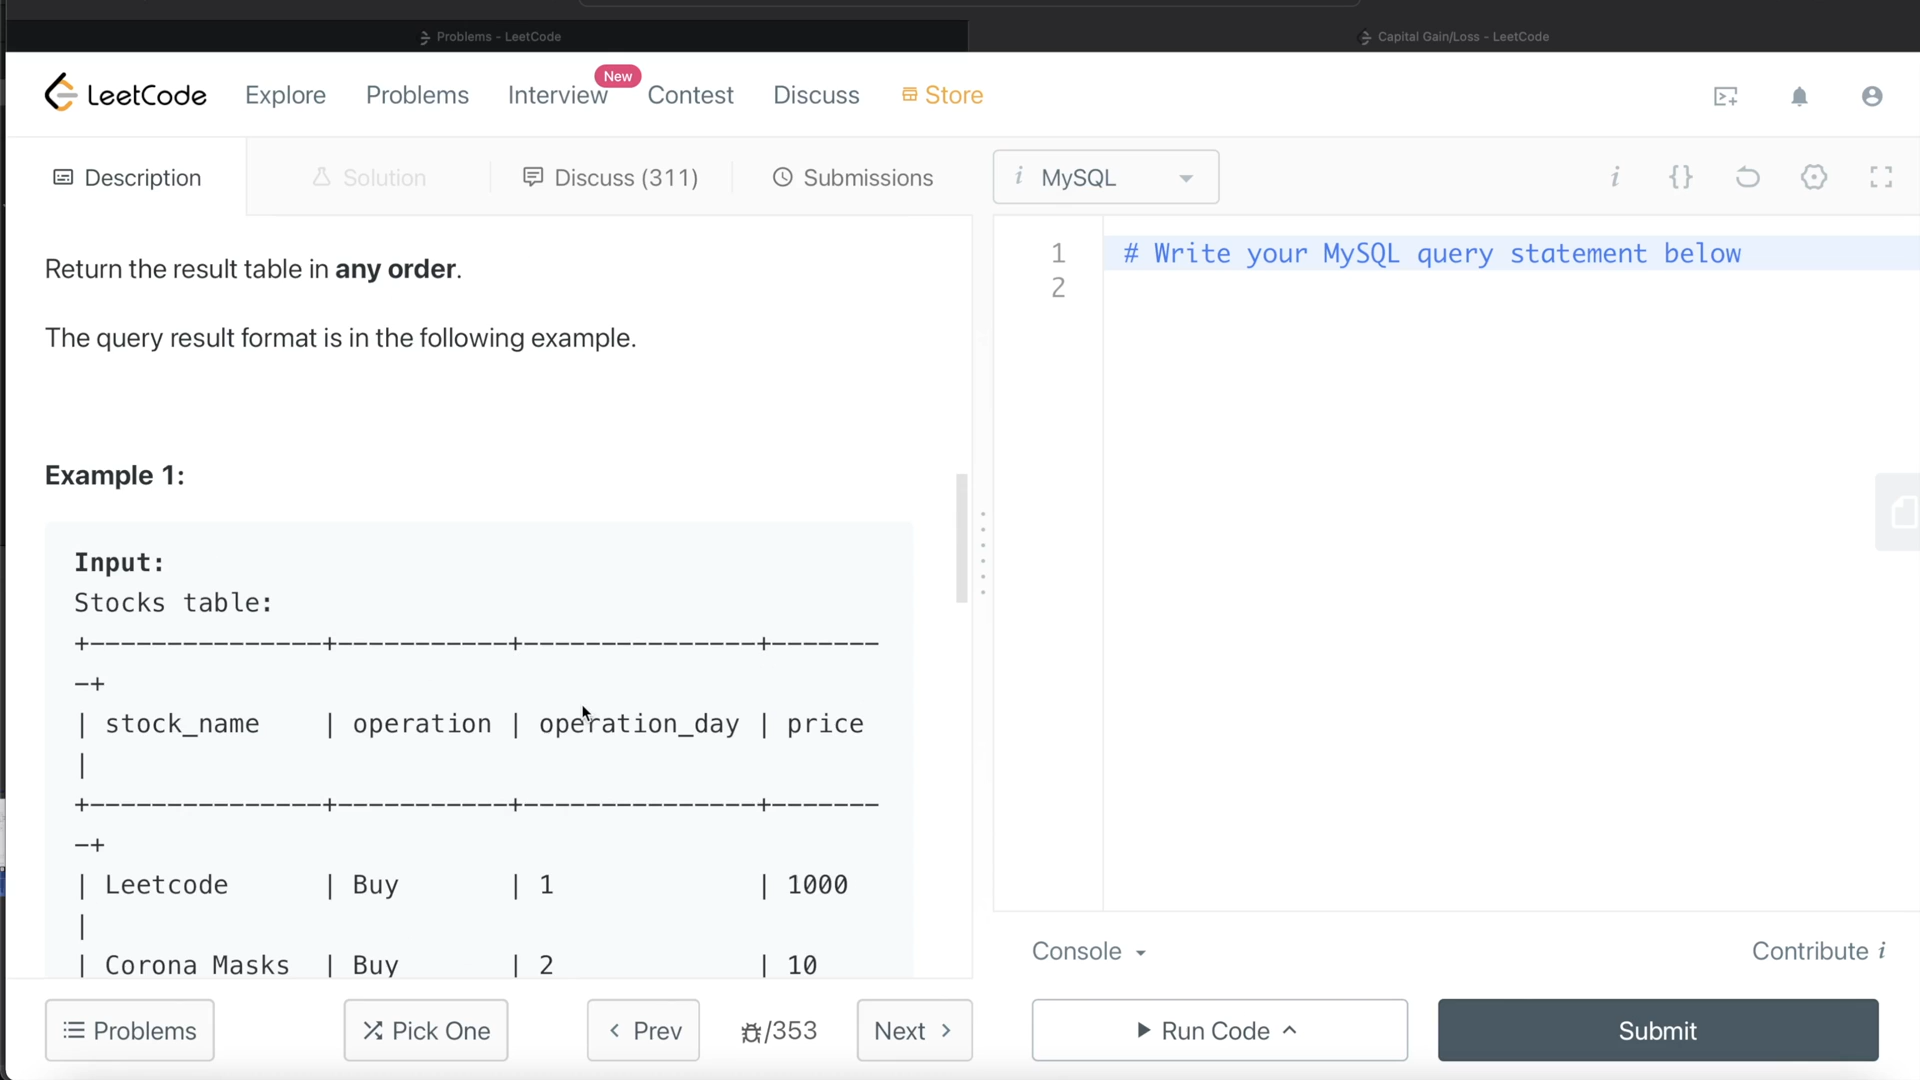 Problems - LeetCode
Capital Gain/Loss - LeetCode
LeetCode
Explore
Problems
Interview
New
Contest
Discuss
Store
Description
Solution
Discuss (311)
Submissions
i MySQL
i
{}
Return the result table in any order.
The query result format is in the following example.
Example 1:
Input:
Stocks table:
+---------------+-----------+---------------+-------
-+
| stock_name | operation | operation_day | price
|
+---------------+-----------+---------------+-------
-+
| Leetcode | Buy | 1 | 1000
|
| Corona Masks | Buy | 2 | 10
1 # Write your MySQL query statement below
2
Console
Contribute i
Problems
Pick One
Prev
/353
Next
Run Code
Submit